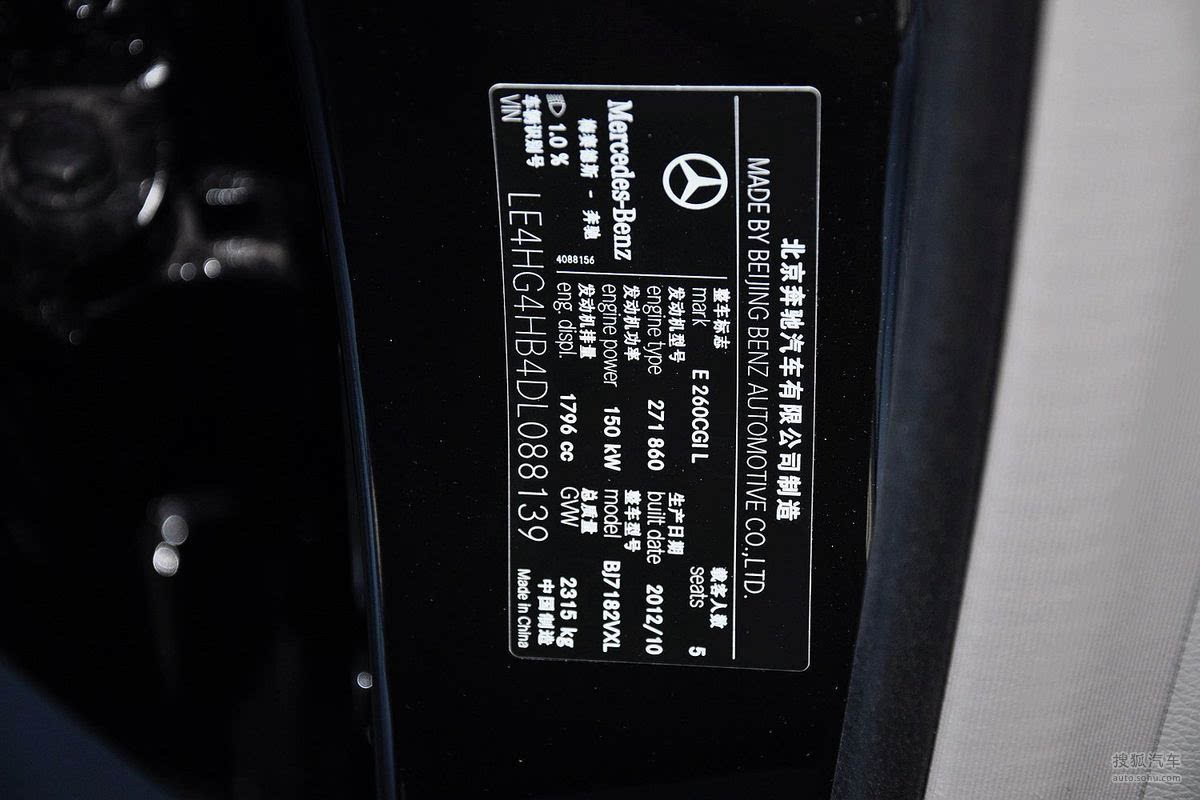 北京奔驰汽车有限公司制造
MADE BY BEIJING BENZ AUTOMOTIVE CO.,LTD.
Mercedes-Benz
梅赛德斯 - 奔驰
4088156
1.0 %
整车标志
mark E 260CGI L
载客人数
seats 5
发动机型号
engine type 271 860
生产日期
built date 2012/10
发动机功率
engine power 150 kW
整车型号
model BJ7182VXL
发动机排量
eng. displ. 1796 cc
总质量
GVW 2315 kg
车辆识别号
VIN LE4HG4HB4DL088139
中国制造
Made in China
搜狐汽车
auto.sohu.com